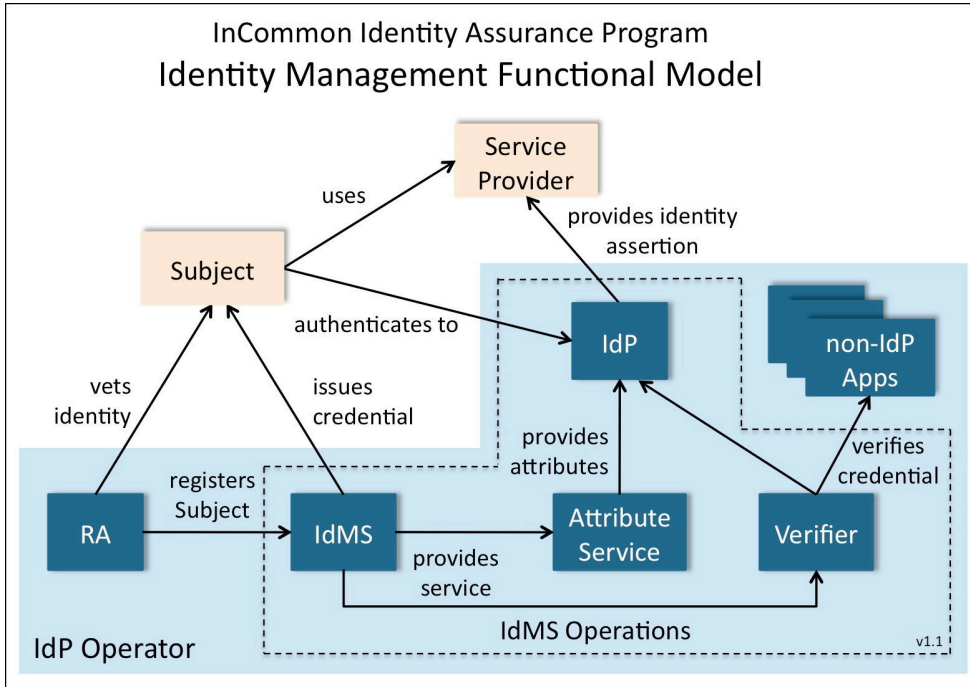 InCommon Identity Assurance Program
Identity Management Functional Model
Service
Provider
uses
provides identity
assertion
Subject
authenticates to
IdP
non-IdP
Apps
vets
identity
issues
credential
provides
attributes
verifies
credential
registers
Subject
RA
IdMS
Attribute
Service
Verifier
provides
service
IdMS Operations
v1.1
IdP Operator